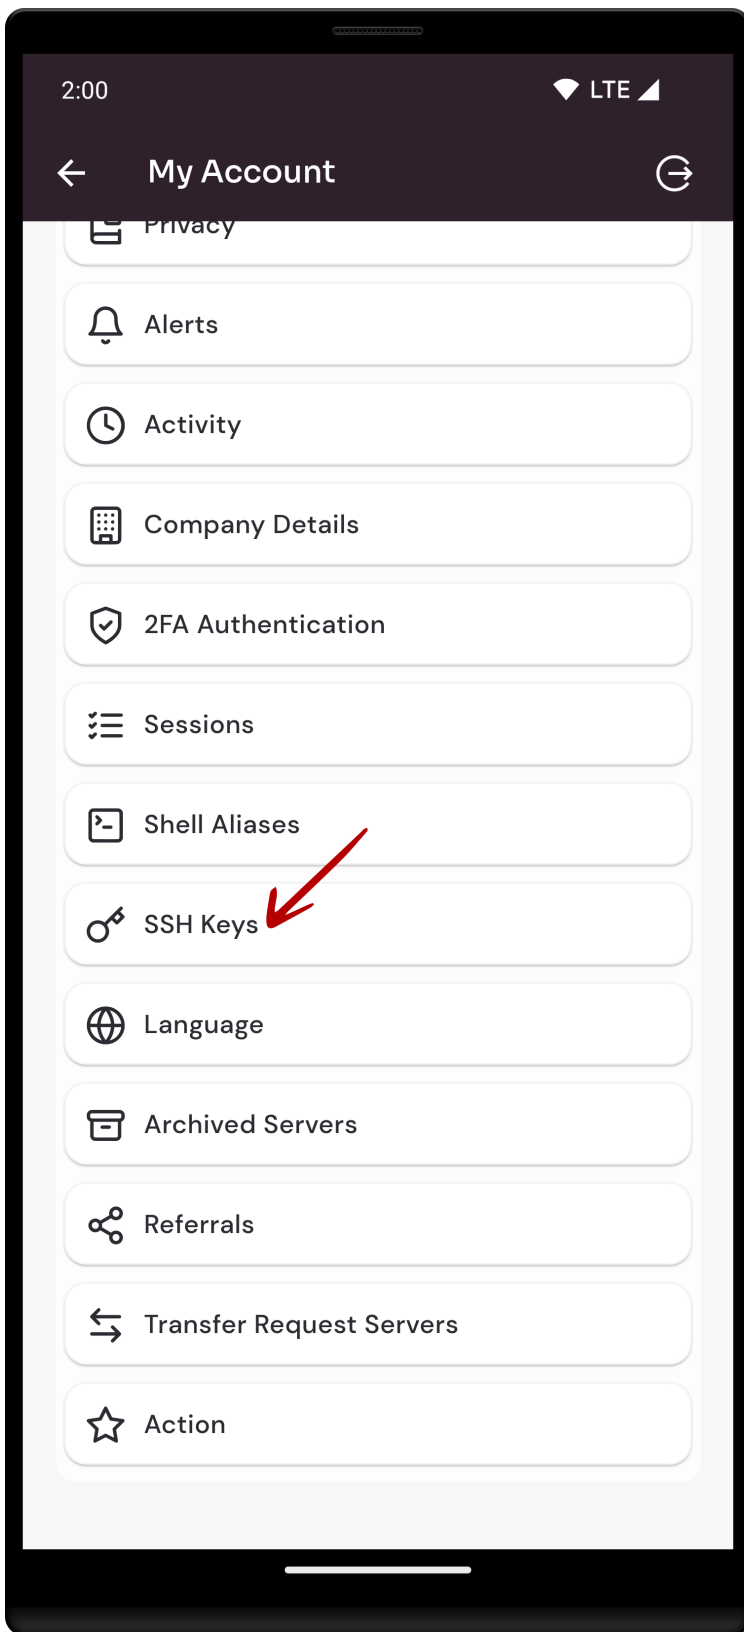 2:00 LTE
My Account
Privacy
Alerts
Activity
Company Details
2FA Authentication
Sessions
Shell Aliases
SSH Keys
Language
Archived Servers
Referrals
Transfer Request Servers
Action